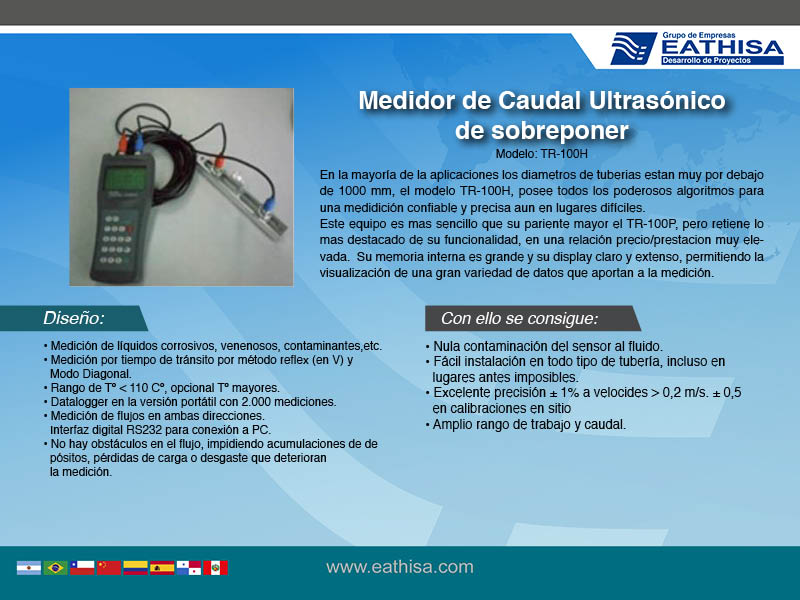 Grupo de Empresas
EATHISA
Desarrollo de Proyectos
Medidor de Caudal Ultrasónico
de sobreponer
Modelo: TR-100H
En la mayoría de la aplicaciones los diametros de tuberias estan muy por debajo
de 1000 mm, el modelo TR-100H, posee todos los poderosos algoritmos para
una medidición confiable y precisa aun en lugares difíciles.
Este equipo es mas sencillo que su pariente mayor el TR-100P, pero retiene lo
mas destacado de su funcionalidad, en una relación precio/prestacion muy ele-
vada. Su memoria interna es grande y su display claro y extenso, permitiendo la
visualización de una gran variedad de datos que aportan a la medición.
Diseño:
• Medición de líquidos corrosivos, venenosos, contaminantes,etc.
• Medición por tiempo de tránsito por método reflex (en V) y
Modo Diagonal.
• Rango de Tº < 110 Cº, opcional Tº mayores.
• Datalogger en la versión portátil con 2.000 mediciones.
• Medición de flujos en ambas direcciones.
Interfaz digital RS232 para conexión a PC.
• No hay obstáculos en el flujo, impidiendo acumulaciones de de
pósitos, pérdidas de carga o desgaste que deterioran
la medición.
Con ello se consigue:
• Nula contaminación del sensor al fluido.
• Fácil instalación en todo tipo de tubería, incluso en
lugares antes imposibles.
• Excelente precisión ± 1% a velocides > 0,2 m/s. ± 0,5
en calibraciones en sitio
• Amplio rango de trabajo y caudal.
www.eathisa.com